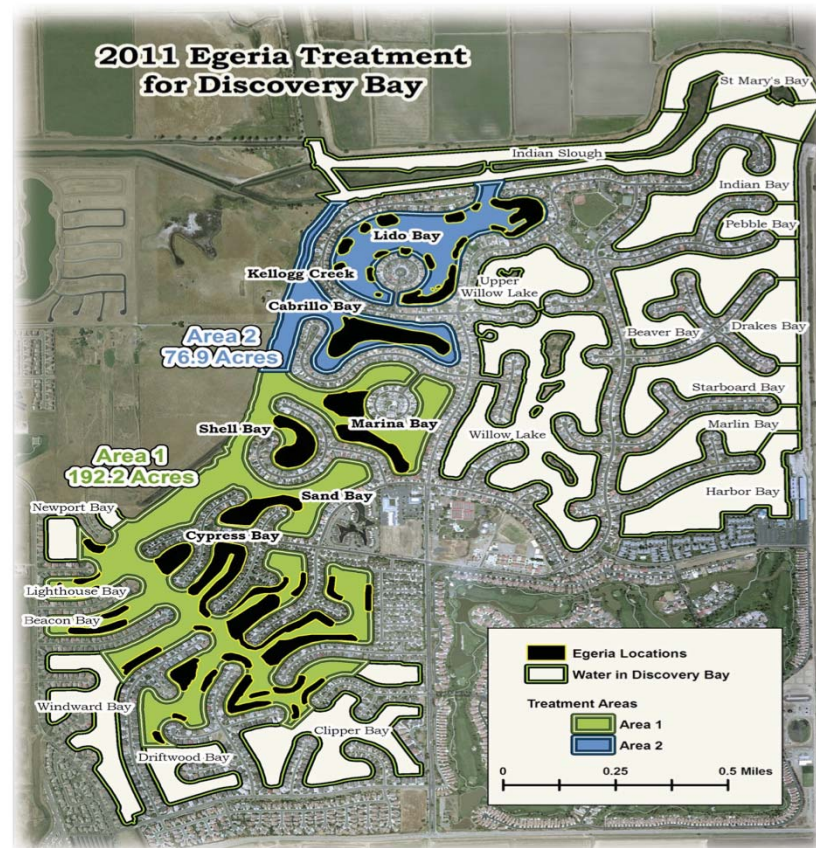 2011 Egeria Treatment
for Discovery Bay
St Mary's Bay
Indian Slough
Indian Bay
Pebble Bay
Lido Bay
Kellogg Creek
Upper
Willow Lake
Cabrillo Bay
Area 2
76.9 Acres
Beaver Bay
Drakes Bay
Starboard Bay
Marlin Bay
Shell Bay
Marina Bay
Willow Lake
Area 1
192.2 Acres
Harbor Bay
Sand Bay
Newport Bay
Cypress Bay
Lighthouse Bay
Beacon Bay
Windward Bay
Clipper Bay
Driftwood Bay
Egeria Locations
Water in Discovery Bay
Treatment Areas
Area 1
Area 2
0 0.25 0.5 Miles